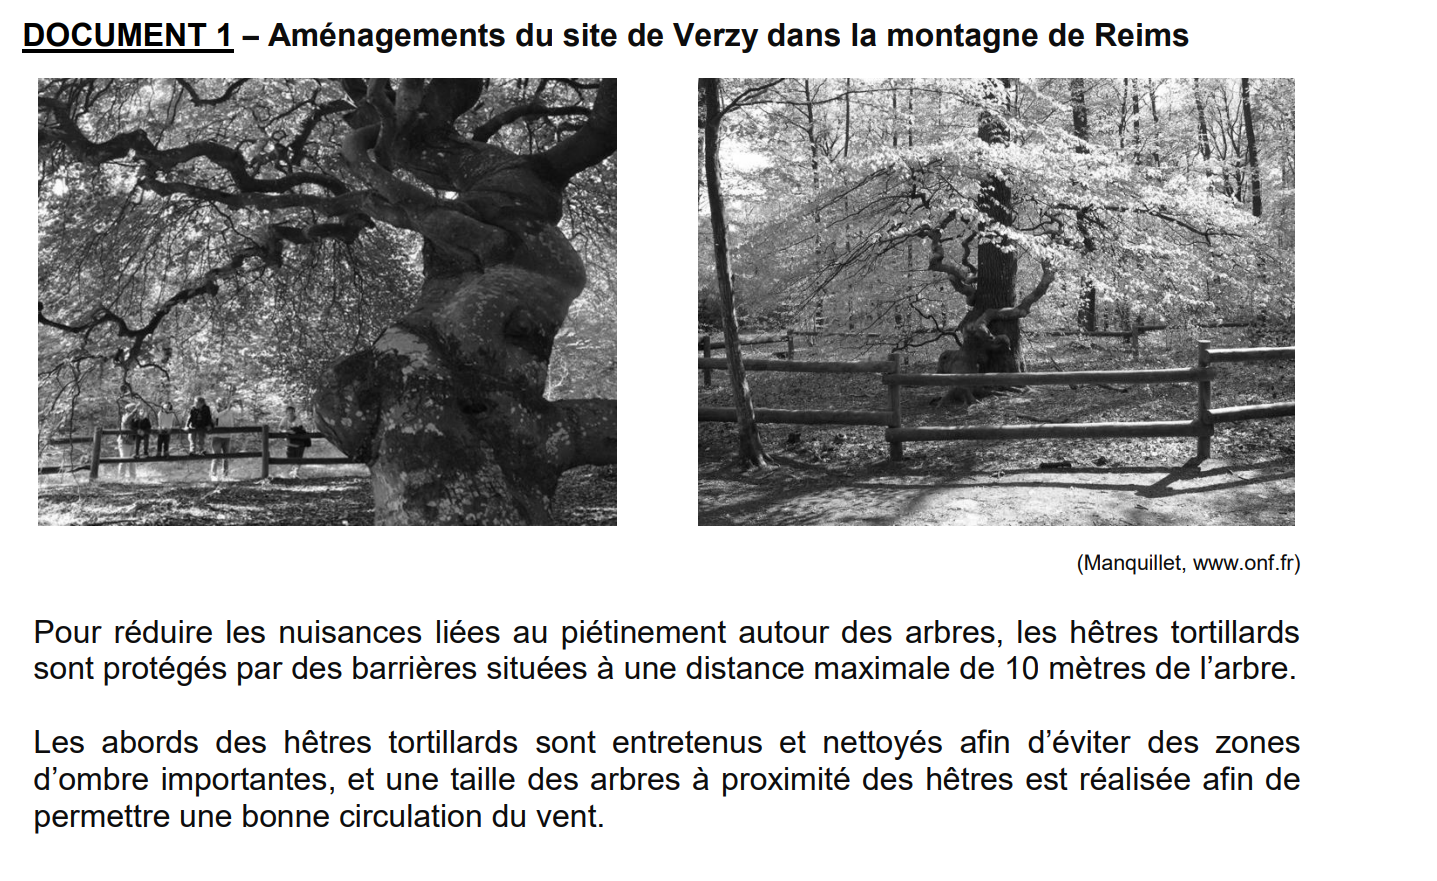 DOCUMENT 1 – Aménagements du site de Verzy dans la montagne de Reims
(Manquillet, www.onf.fr)
Pour réduire les nuisances liées au piétinement autour des arbres, les hêtres tortillards
sont protégés par des barrières situées à une distance maximale de 10 mètres de l’arbre.
Les abords des hêtres tortillards sont entretenus et nettoyés afin d’éviter des zones
d’ombre importantes, et une taille des arbres à proximité des hêtres est réalisée afin de
permettre une bonne circulation du vent.